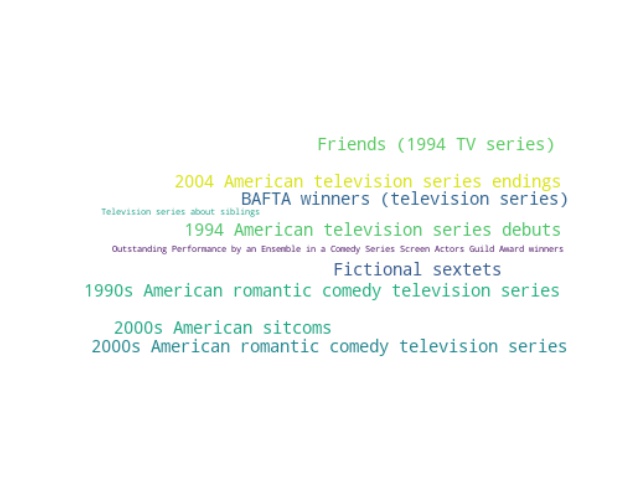 Friends (1994 TV series)
2004 American television series endings
BAFTA winners (television series)
Television series about siblings
1994 American television series debuts
Outstanding Performance by an Ensemble in a Comedy Series Screen Actors Guild Award winners
Fictional sextets
1990s American romantic comedy television series
2000s American sitcoms
2000s American romantic comedy television series